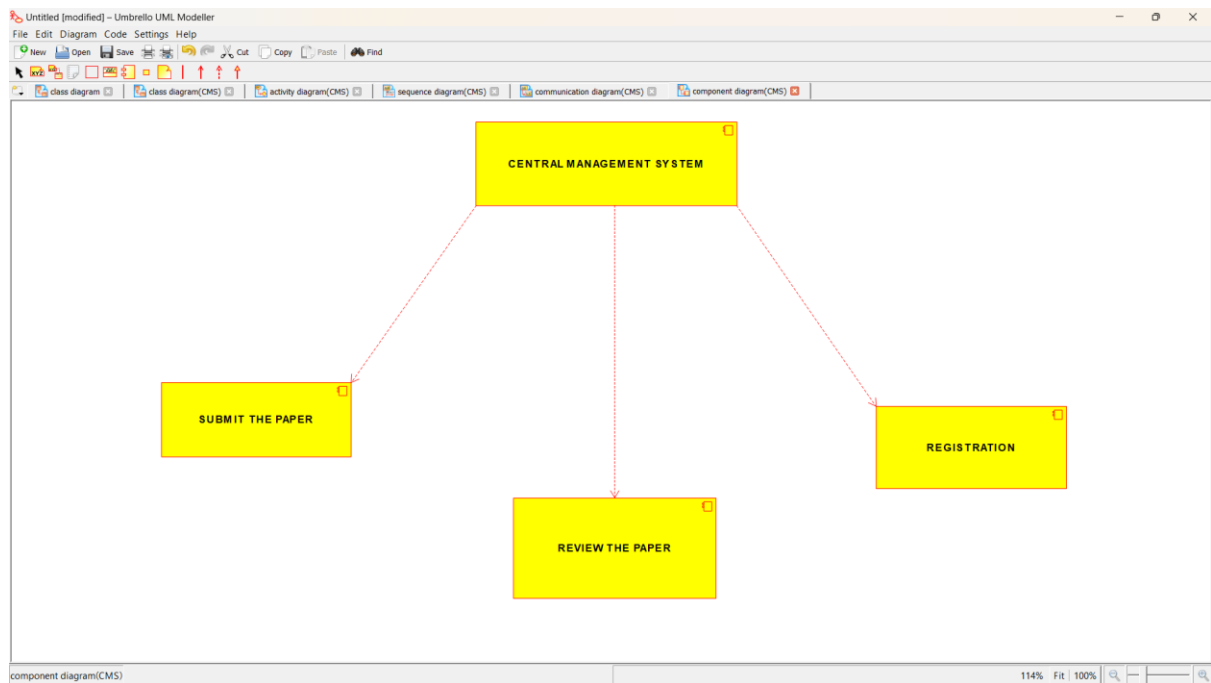 Untitled [modified] – Umbrello UML Modeller
File Edit Diagram Code Settings Help
New Open Save Cut Copy Paste Find
class diagram class diagram(CMS) activity diagram(CMS) sequence diagram(CMS) communication diagram(CMS) component diagram(CMS)
CENTRAL MANAGEMENT SYSTEM
SUBMIT THE PAPER
REGISTRATION
REVIEW THE PAPER
component diagram(CMS) 114% Fit 100%